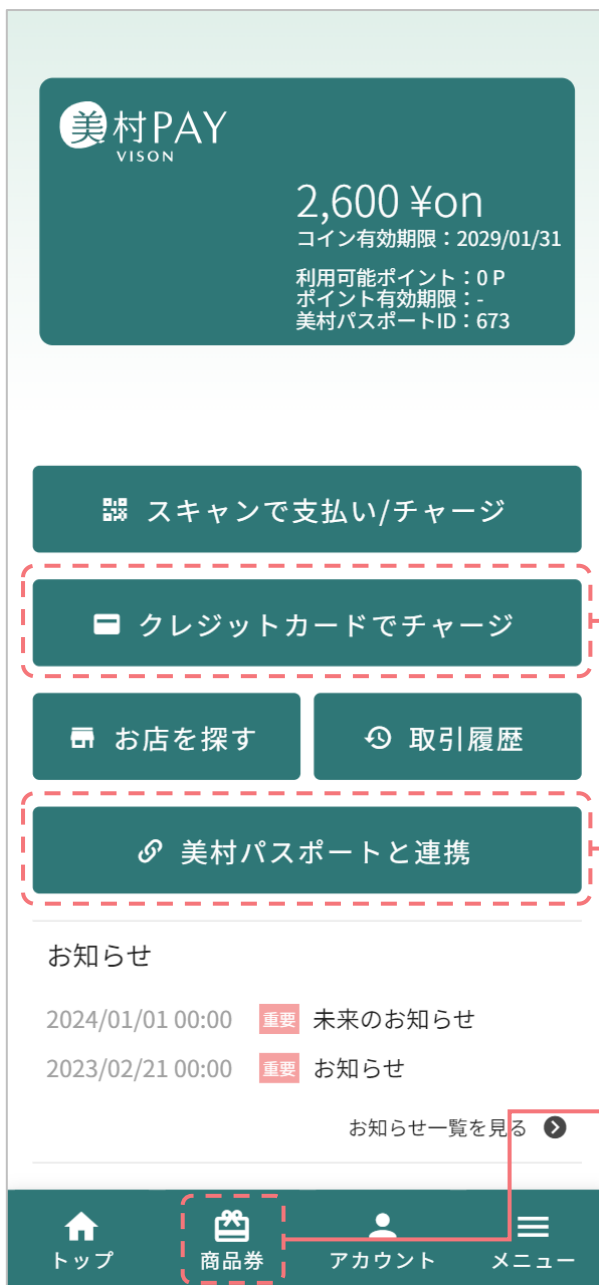 美村PAY
VISON
2,600 ¥on
コイン有効期限：2029/01/31
利用可能ポイント：0 P
ポイント有効期限：-
美村パスポートID：673
スキャンで支払い/チャージ
クレジットカードでチャージ
お店を探す
取引履歴
美村パスポートと連携
お知らせ
2024/01/01 00:00 重要 未来のお知らせ
2023/02/21 00:00 重要 お知らせ
お知らせ一覧を見る
トップ 商品券 アカウント メニュー